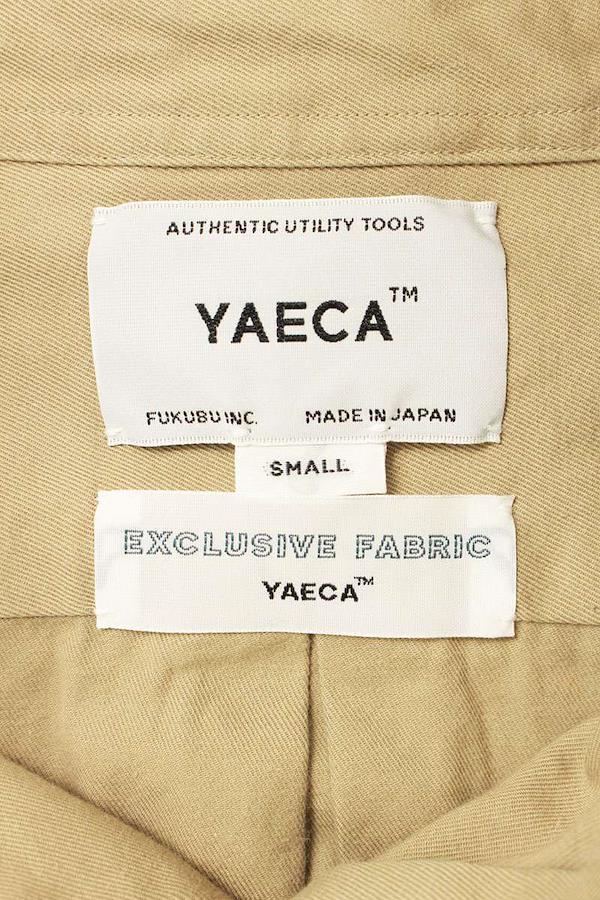 AUTHENTIC UTILITY TOOLS
YAECA™
FUKUBU INC. MADE IN JAPAN
SMALL
EXCLUSIVE FABRIC
YAECA™